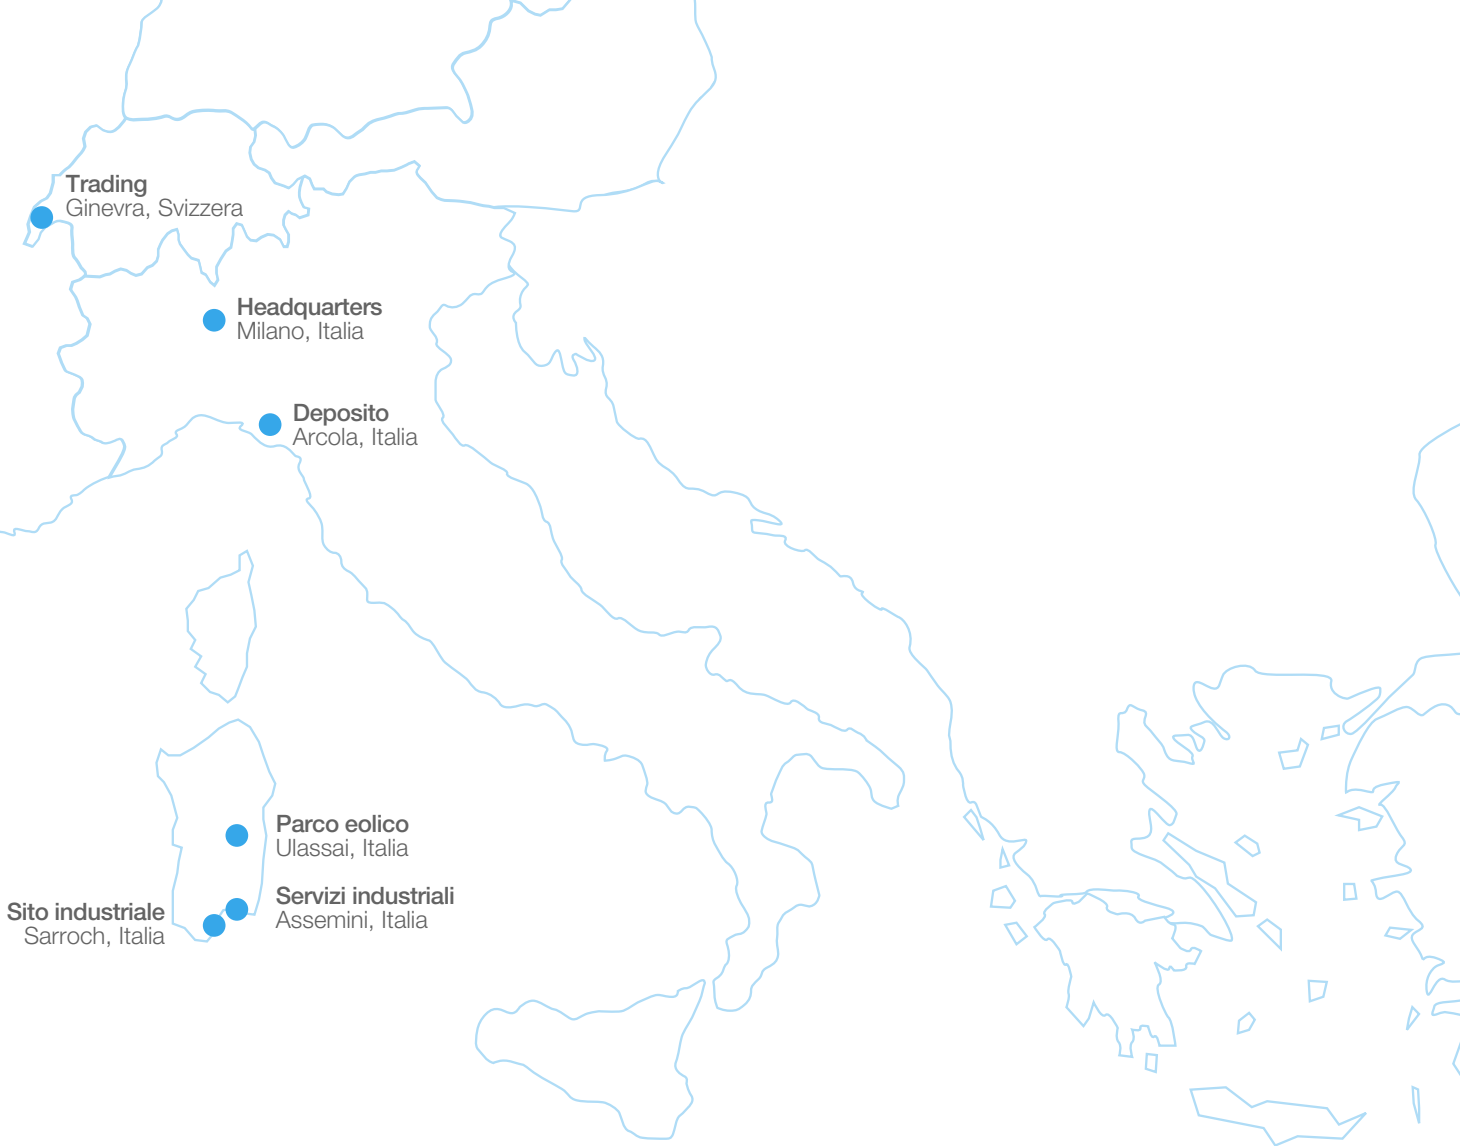 Trading
Ginevra, Svizzera
Headquarters
Milano, Italia
Deposito
Arcola, Italia
Parco eolico
Ulassai, Italia
Servizi industriali
Assemini, Italia
Sito industriale
Sarroch, Italia